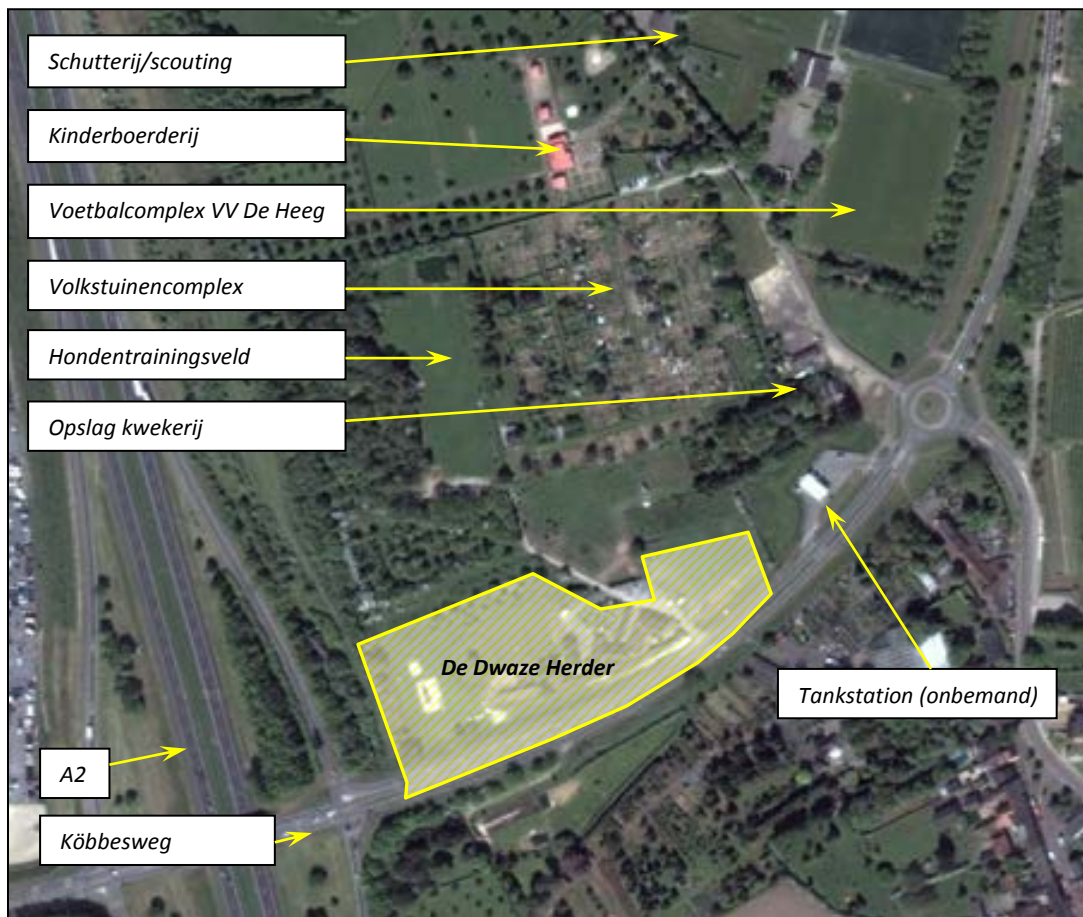 Schutterij/scouting
Kinderboerderij
Voetbalcomplex VV De Heeg
Volkstuinencomplex
Hondentrainingsveld
Opslag kwekerij
De Dwaze Herder
Tankstation (onbemand)
A2
Köbbesweg